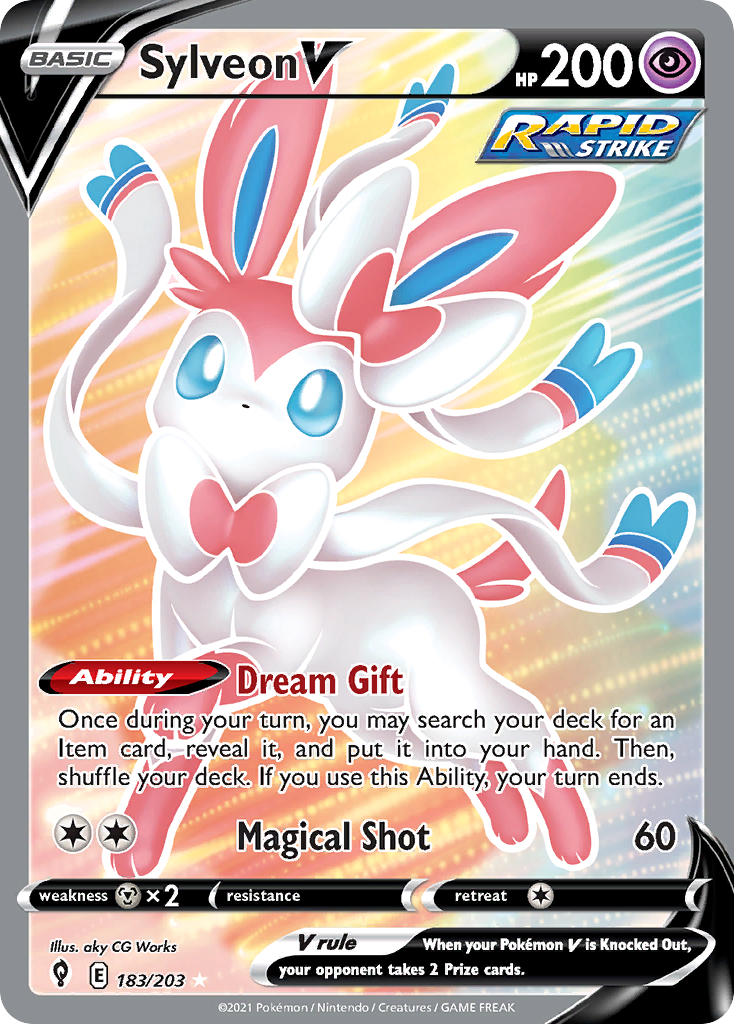 BASIC
Sylveon V
HP 200
RAPID
STRIKE
Ability Dream Gift
Once during your turn, you may search your deck for an
Item card, reveal it, and put it into your hand. Then,
shuffle your deck. If you use this Ability, your turn ends.
Magical Shot 60
weakness ×2 resistance retreat
Illus. aky CG Works
V rule When your Pokémon V is Knocked Out,
your opponent takes 2 Prize cards.
E 183/203
©2021 Pokémon / Nintendo / Creatures / GAME FREAK